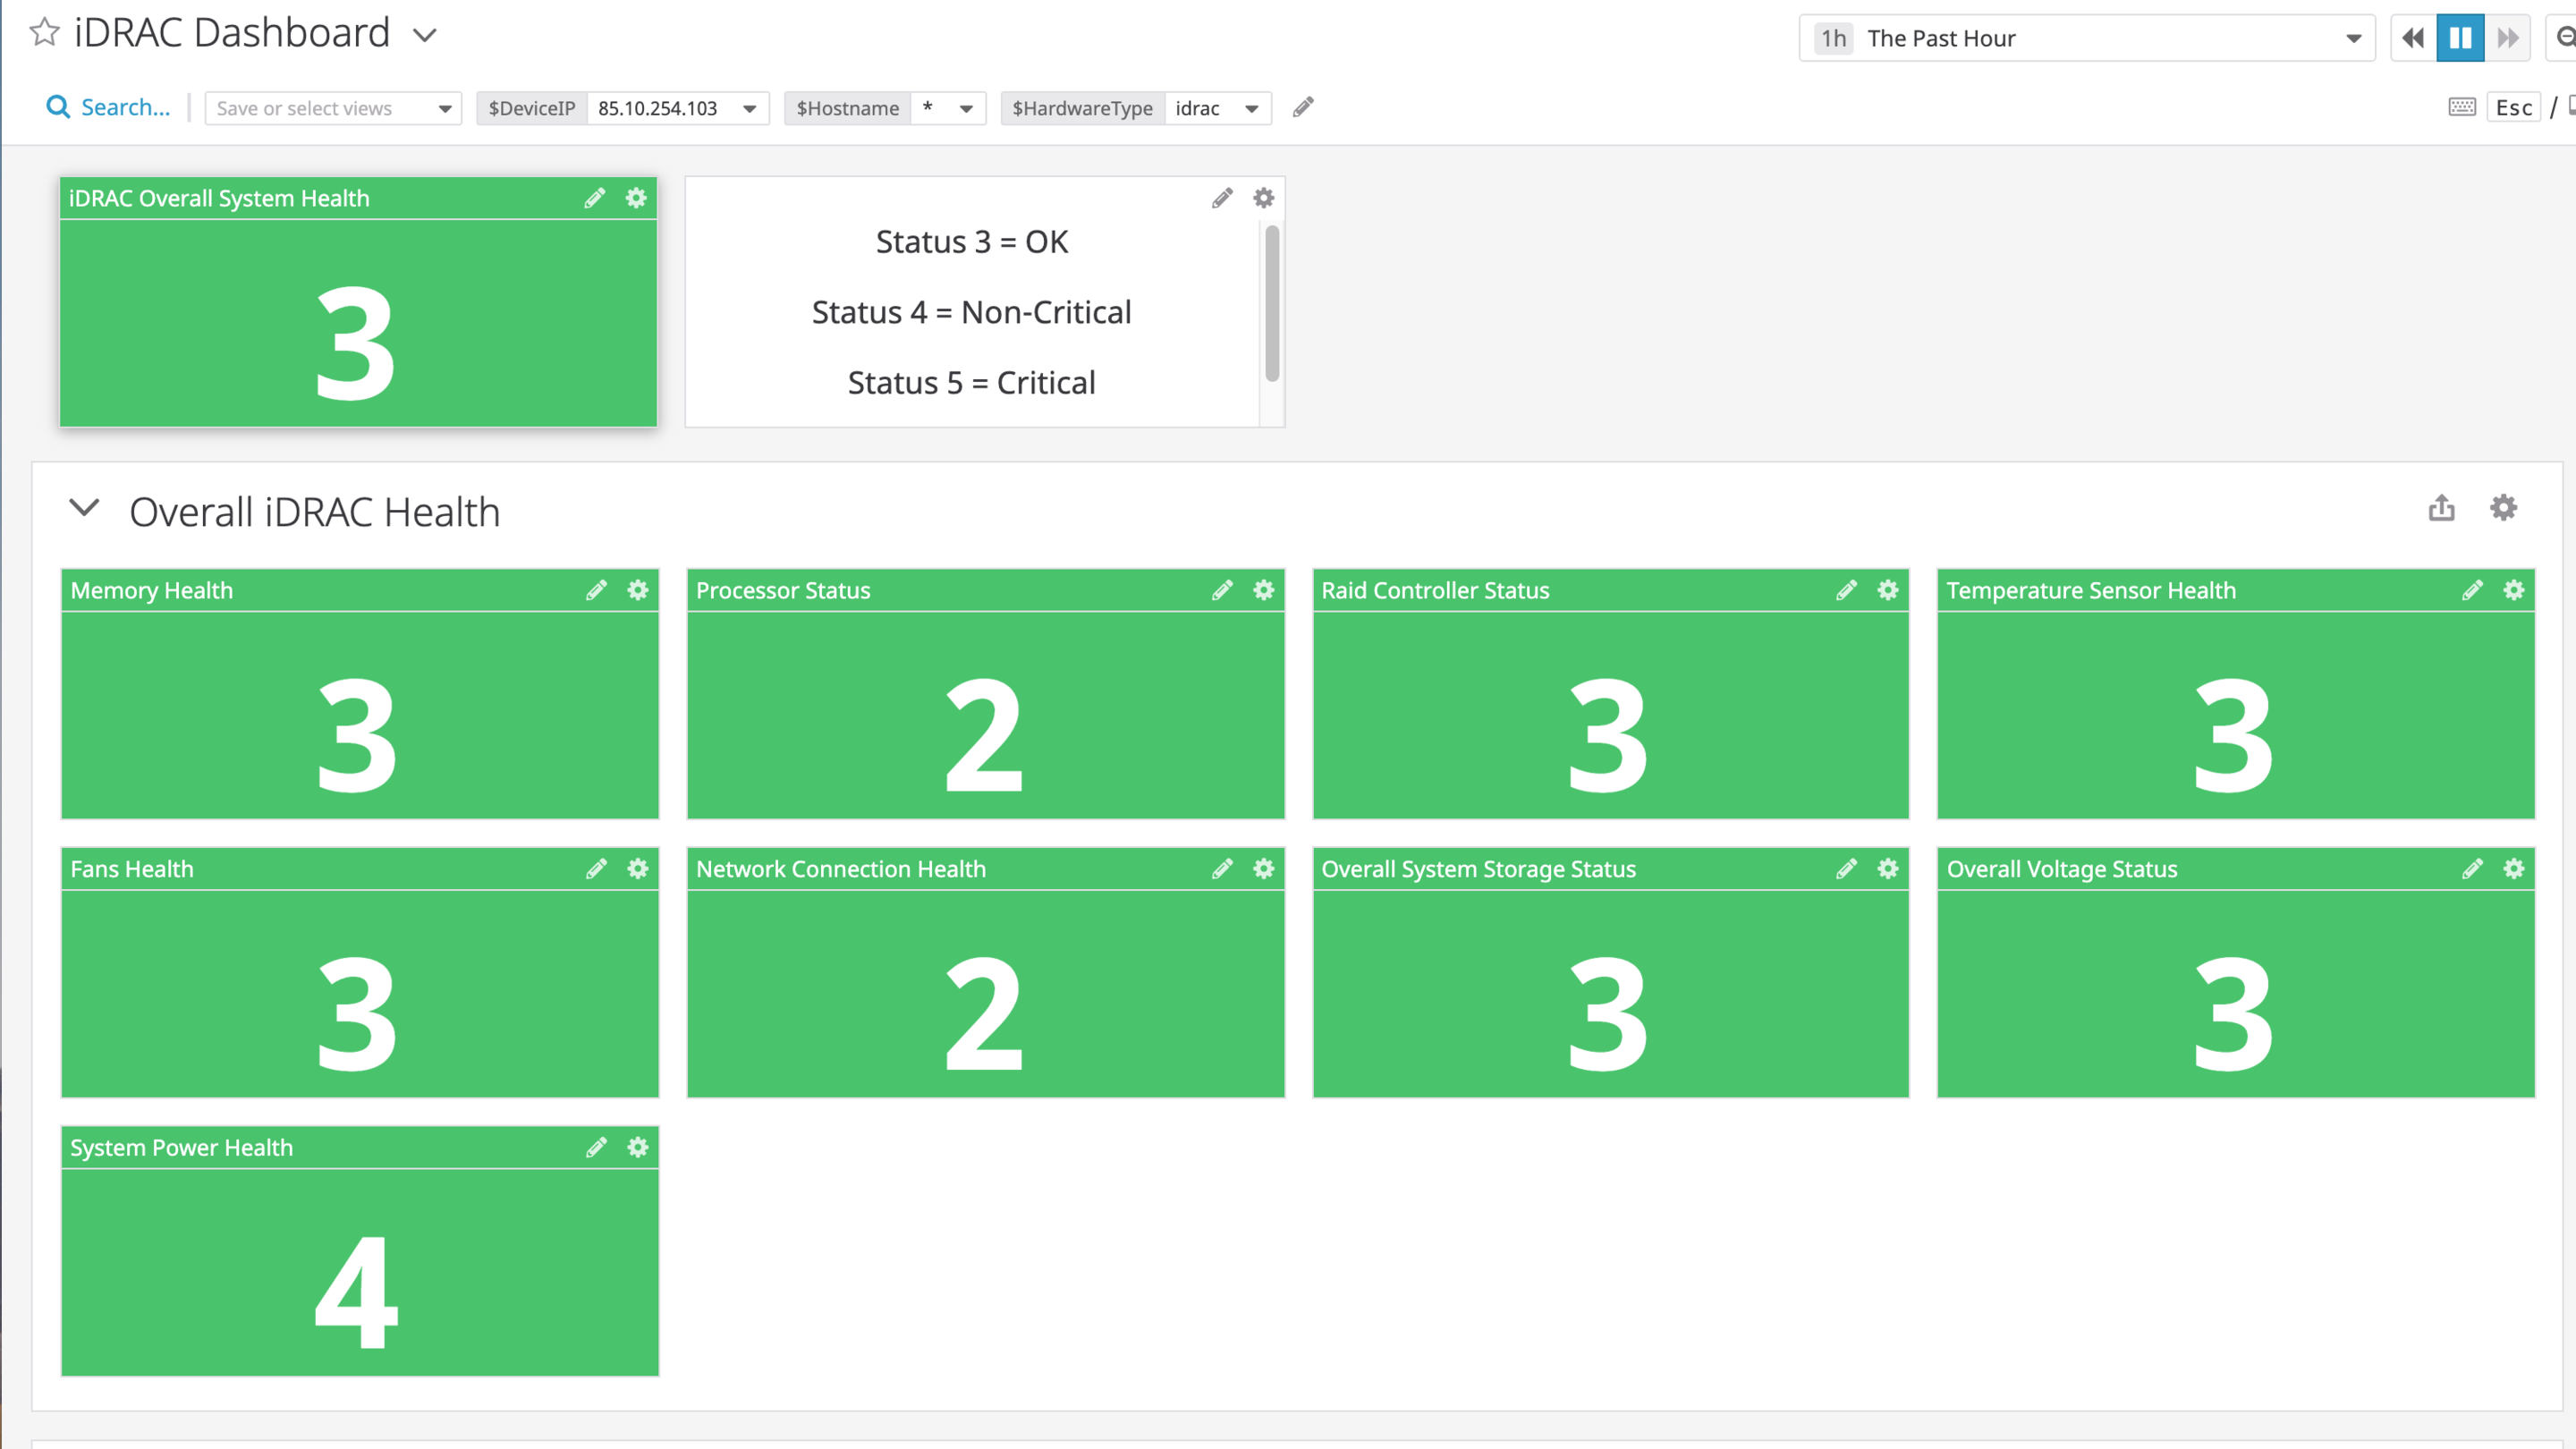 iDRAC Dashboard
1h The Past Hour
Search... Save or select views $DeviceIP 85.10.254.103 $Hostname * $HardwareType idrac Esc /
iDRAC Overall System Health
3
Status 3 = OK
Status 4 = Non-Critical
Status 5 = Critical
Overall iDRAC Health
Memory Health Processor Status Raid Controller Status Temperature Sensor Health
3 2 3 3
Fans Health Network Connection Health Overall System Storage Status Overall Voltage Status
3 2 3 3
System Power Health
4